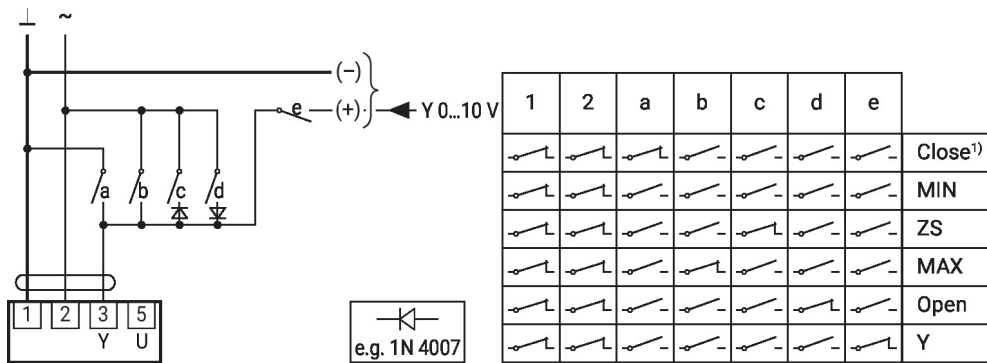 ⊥ ~
(–)
e (+) Y 0...10 V
a b c d
1 2 3 5
Y U
e.g. 1N 4007
1 2 a b c d e
Close¹⁾
MIN
ZS
MAX
Open
Y